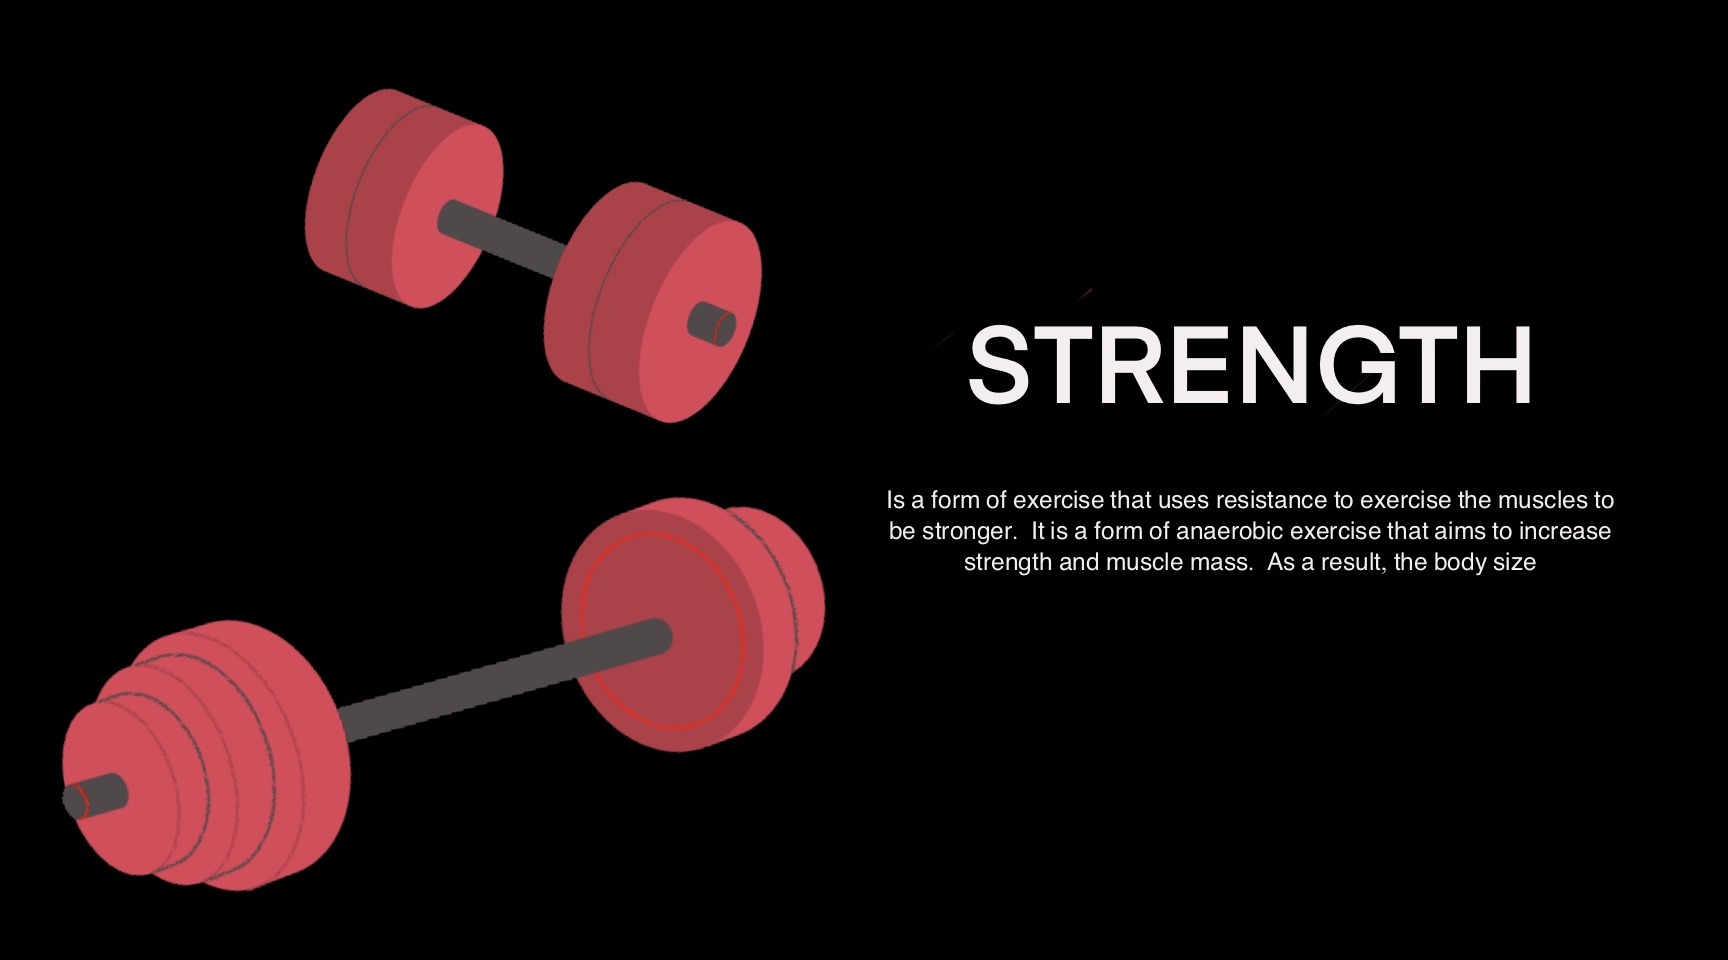 STRENGTH
Is a form of exercise that uses resistance to exercise the muscles to
be stronger.  It is a form of anaerobic exercise that aims to increase
strength and muscle mass.  As a result, the body size